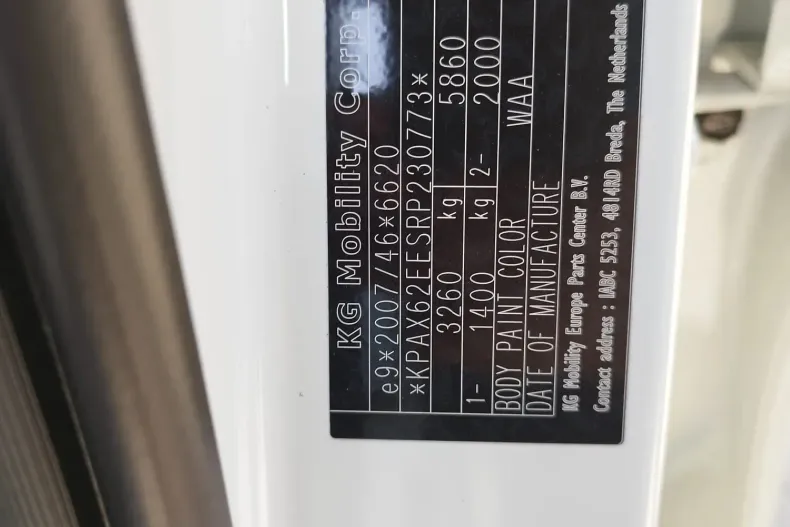 KG Mobility Corp.
e9*2007/46*6620
*KPAX62EESRP230773*
3260 kg 5860
1- 1400 kg 2- 2000
BODY PAINT COLOR WAA
DATE OF MANUFACTURE
KG Mobility Europe Parts Center B.V.
Contact address : IABC 5253, 4814RD Breda, The Netherlands